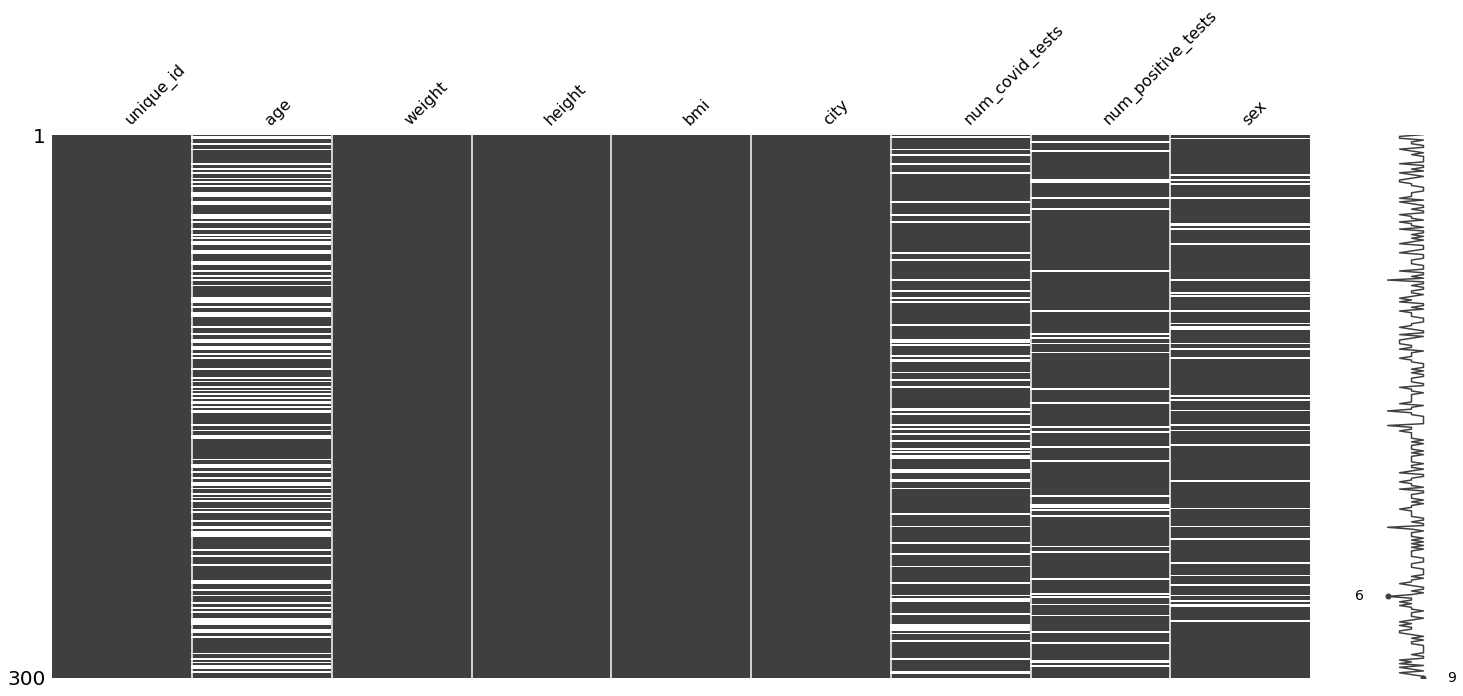 unique_id
age
weight
height
bmi
city
num_covid_tests
num_positive_tests
sex
1
6
300
9